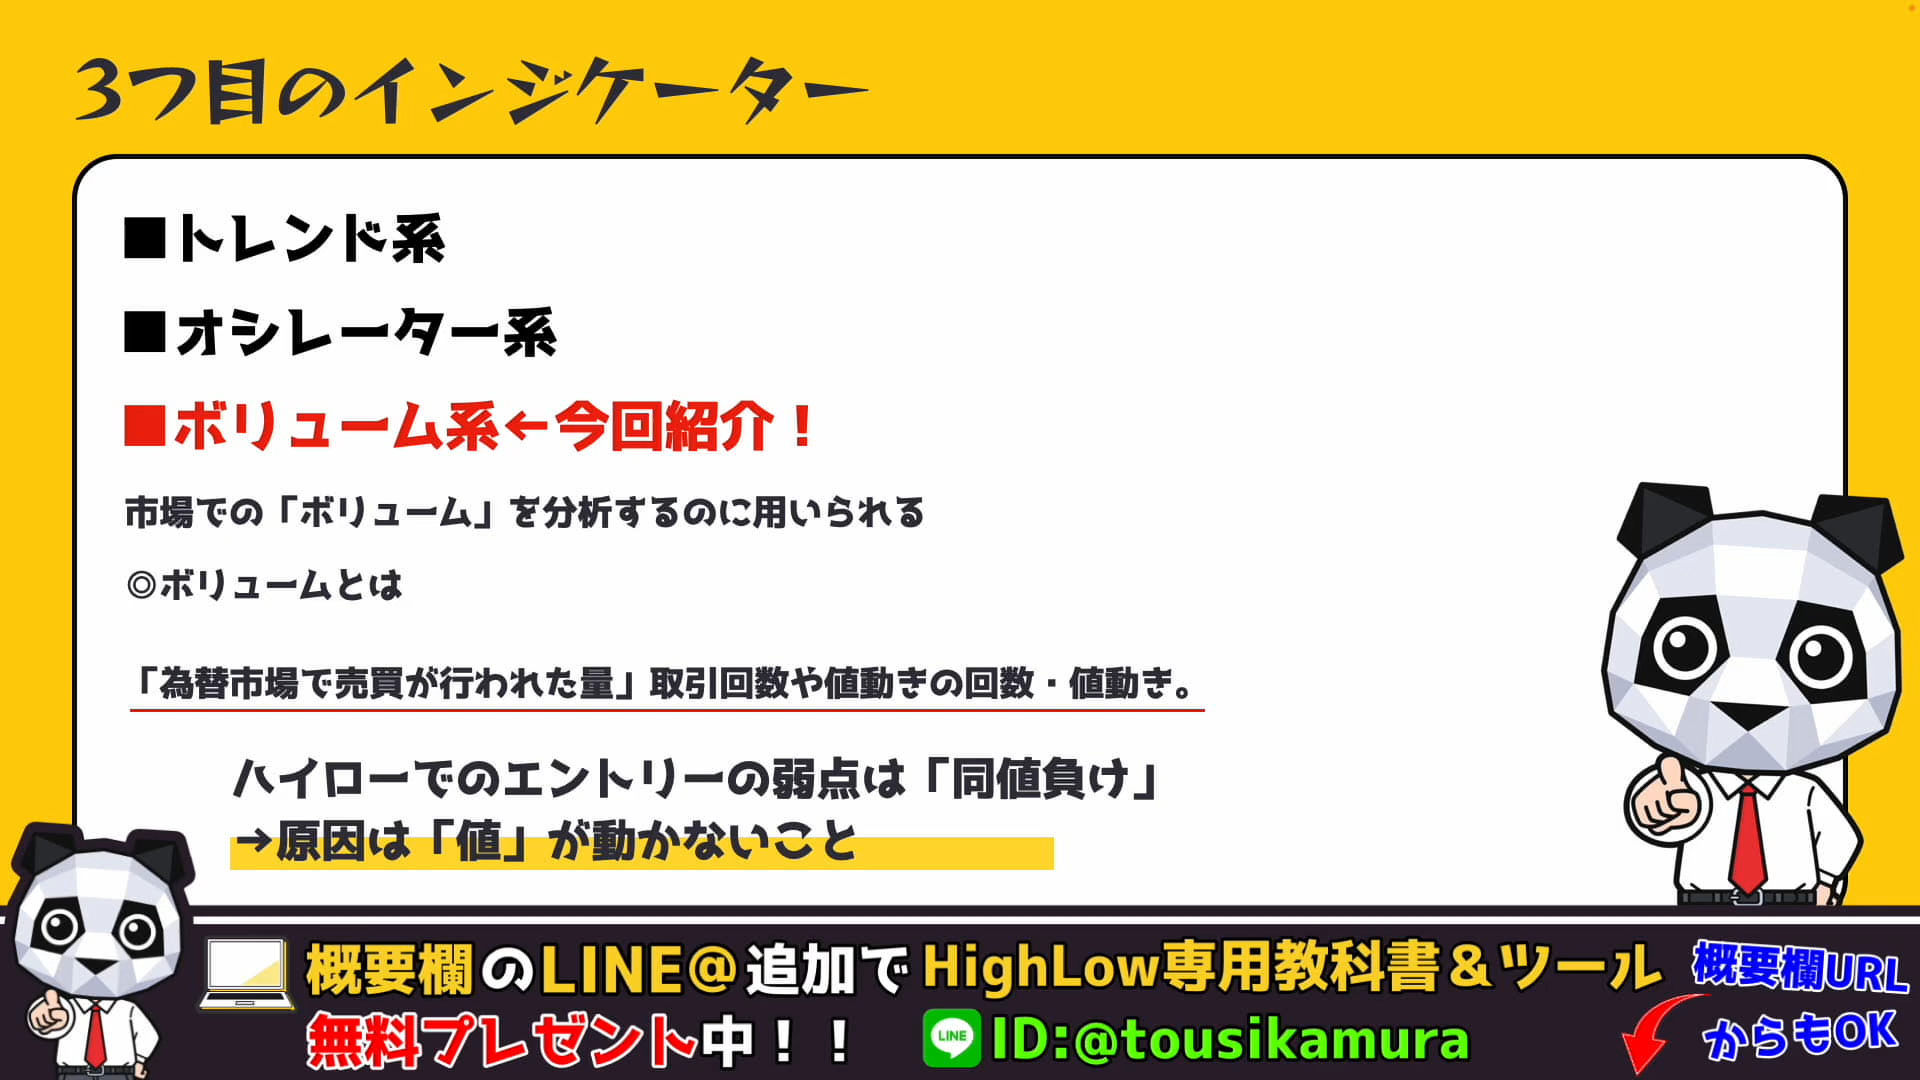 3つ目のインジケーター
■トレンド系
■オシレーター系
■ボリューム系←今回紹介！
市場での「ボリューム」を分析するのに用いられる
◎ボリュームとは
「為替市場で売買が行われた量」取引回数や値動きの回数・値動き。
ハイローでのエントリーの弱点は「同値負け」
→原因は「値」が動かないこと
概要欄のLINE@追加でHighLow専用教科書＆ツール
無料プレゼント中！！
LINE ID:@tousikamura
概要欄URL
からもOK